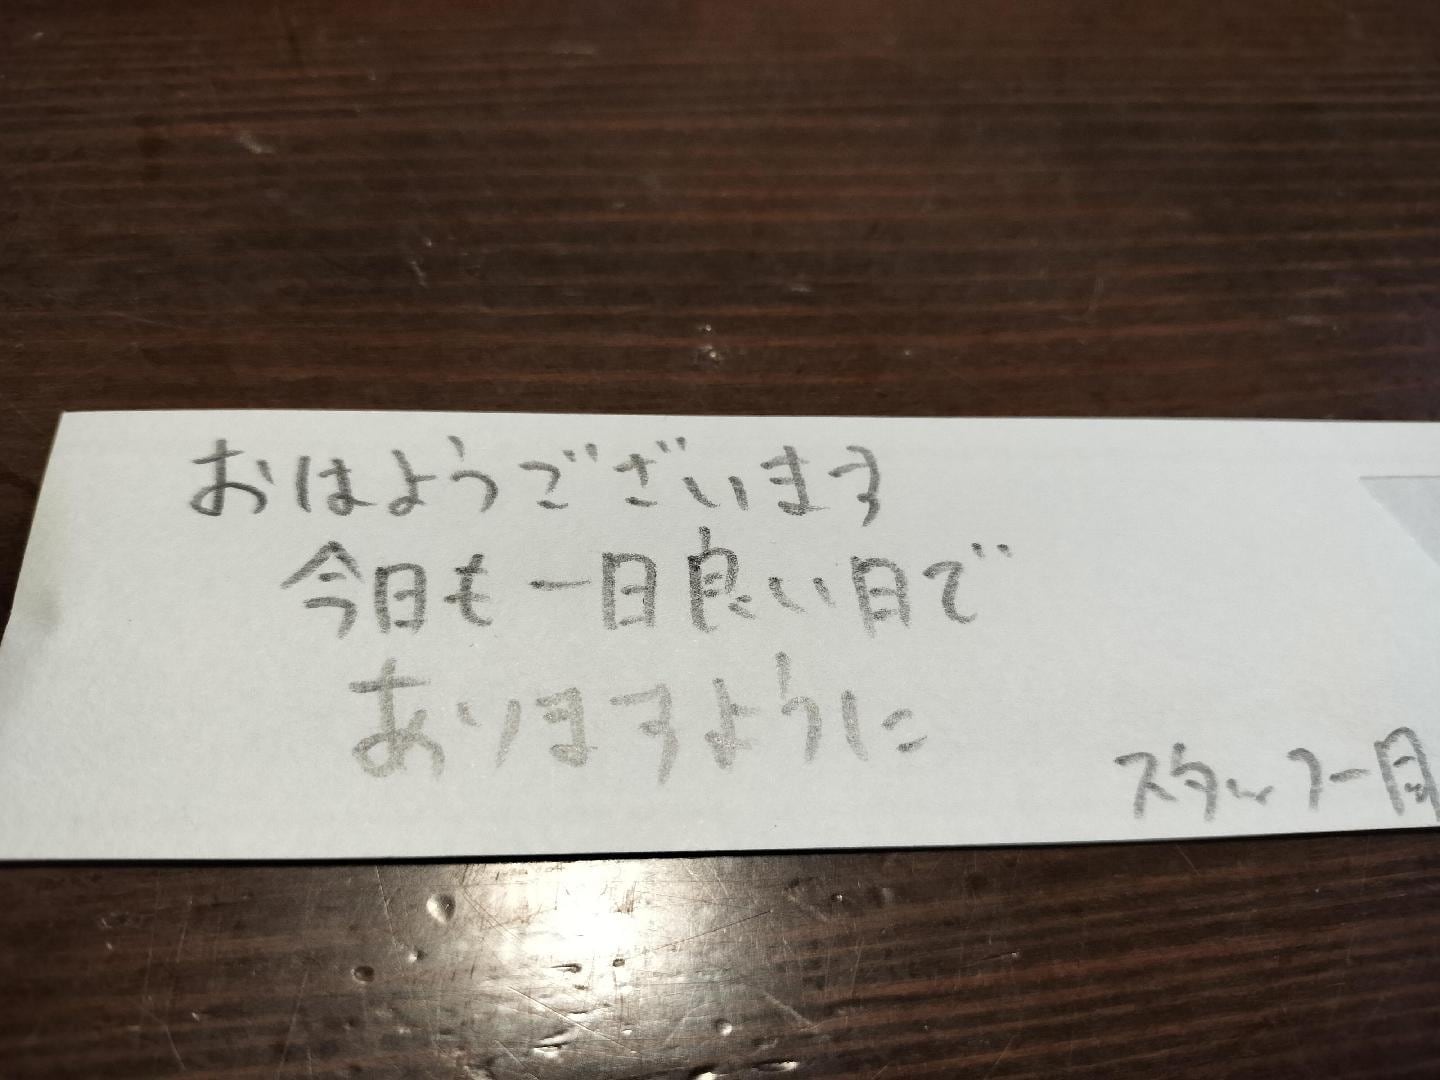 おはようございます
今日も一日良い日で
ありますように
スタッフ一同